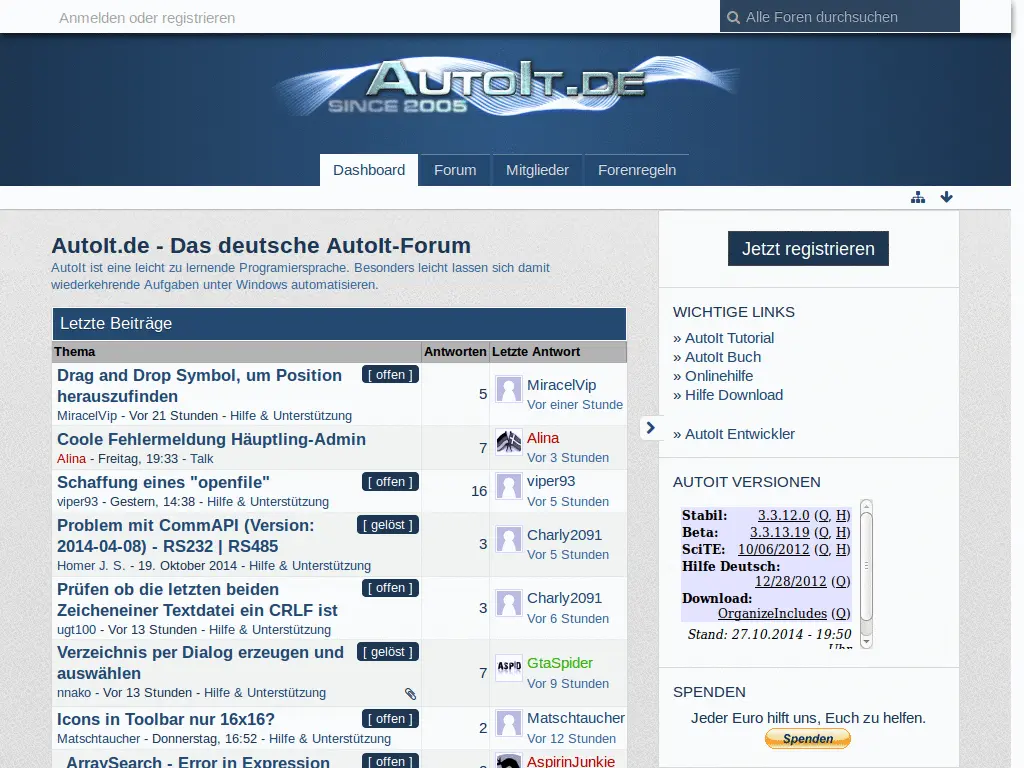 Anmelden oder registrieren
Alle Foren durchsuchen
AutoIt.de
SINCE 2005
Dashboard
Forum
Mitglieder
Forenregeln
AutoIt.de - Das deutsche AutoIt-Forum
AutoIt ist eine leicht zu lernende Programiersprache. Besonders leicht lassen sich damit
wiederkehrende Aufgaben unter Windows automatisieren.
Letzte Beiträge
Thema Antworten Letzte Antwort
Drag and Drop Symbol, um Position [ offen ]
herauszufinden
MiracelVip - Vor 21 Stunden - Hilfe & Unterstützung
5
MiracelVip
Vor einer Stunde
Coole Fehlermeldung Häuptling-Admin
Alina - Freitag, 19:33 - Talk
7
Alina
Vor 3 Stunden
Schaffung eines "openfile" [ offen ]
viper93 - Gestern, 14:38 - Hilfe & Unterstützung
16
viper93
Vor 5 Stunden
Problem mit CommAPI (Version: [ gelöst ]
2014-04-08) - RS232 | RS485
Homer J. S. - 19. Oktober 2014 - Hilfe & Unterstützung
3
Charly2091
Vor 5 Stunden
Prüfen ob die letzten beiden [ offen ]
Zeicheneiner Textdatei ein CRLF ist
ugt100 - Vor 13 Stunden - Hilfe & Unterstützung
3
Charly2091
Vor 6 Stunden
Verzeichnis per Dialog erzeugen und [ gelöst ]
auswählen
nnako - Vor 13 Stunden - Hilfe & Unterstützung
7
ASPID
GtaSpider
Vor 9 Stunden
Icons in Toolbar nur 16x16? [ offen ]
Matschtaucher - Donnerstag, 16:52 - Hilfe & Unterstützung
2
Matschtaucher
Vor 12 Stunden
ArraySearch - Error in Expression [ offen ]
AspirinJunkie
Jetzt registrieren
WICHTIGE LINKS
» AutoIt Tutorial
» AutoIt Buch
» Onlinehilfe
» Hilfe Download
» AutoIt Entwickler
AUTOIT VERSIONEN
Stabil: 3.3.12.0 (Q, H)
Beta: 3.3.13.19 (Q, H)
SciTE: 10/06/2012 (Q, H)
Hilfe Deutsch:
12/28/2012 (Q)
Download:
OrganizeIncludes (Q)
Stand: 27.10.2014 - 19:50
Uhr
SPENDEN
Jeder Euro hilft uns, Euch zu helfen.
Spenden